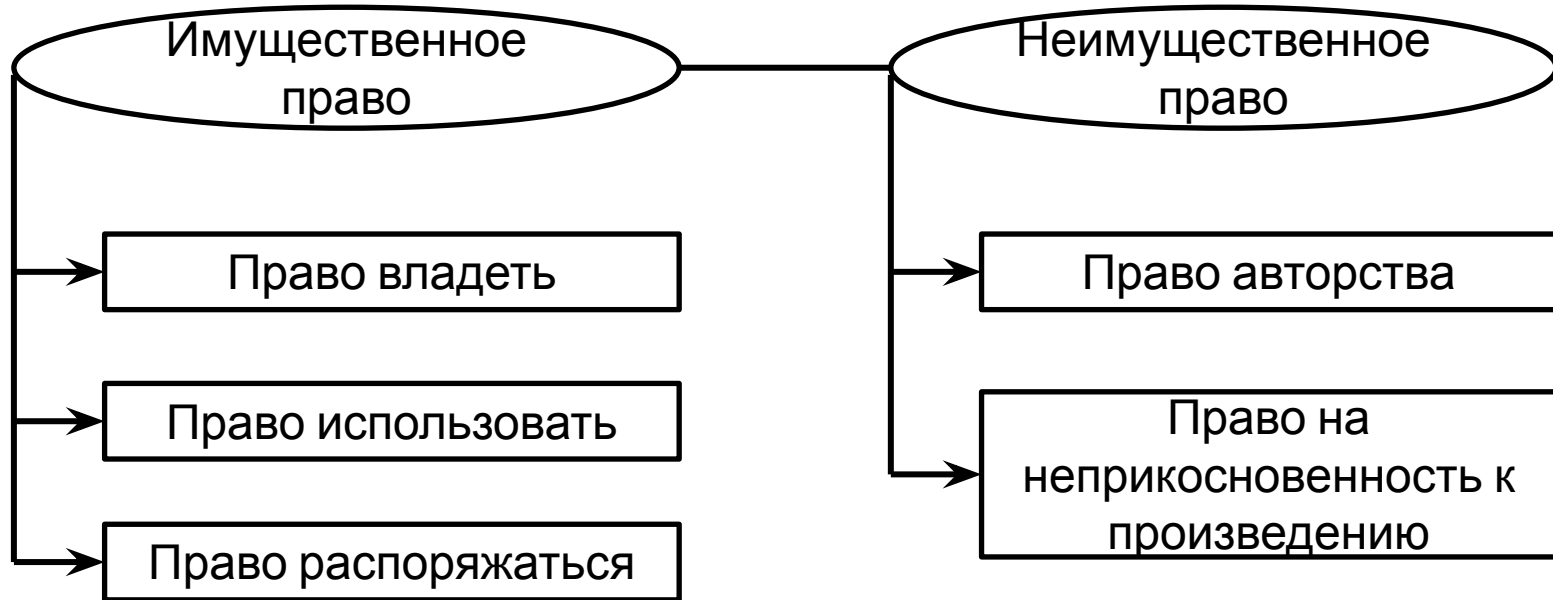 Имущественное
право
Неимущественное
право
Право владеть
Право использовать
Право распоряжаться
Право авторства
Право на
неприкосновенность к
произведению